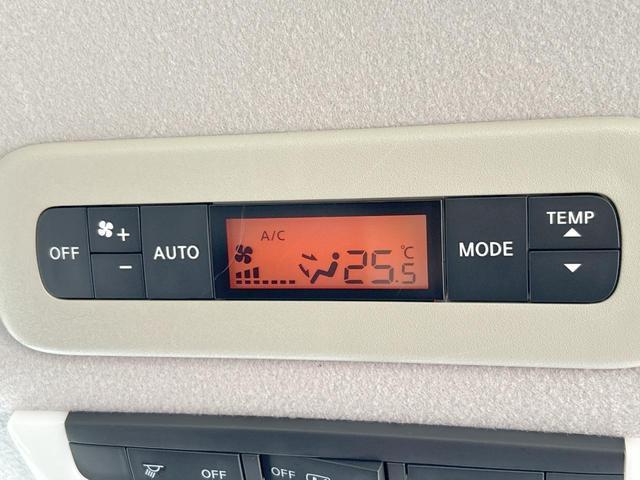 OFF
+
-
AUTO
A/C
25.5 °C
MODE
TEMP
OFF
OFF